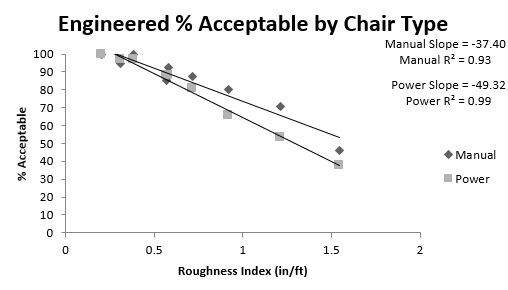 Engineered % Acceptable by Chair Type
Manual Slope = -37.40
Manual R² = 0.93
Power Slope = -49.32
Power R² = 0.99
% Acceptable
100
90
80
70
60
50
40
30
20
10
0
0 0.5 1 1.5 2
Roughness Index (in/ft)
Manual
Power